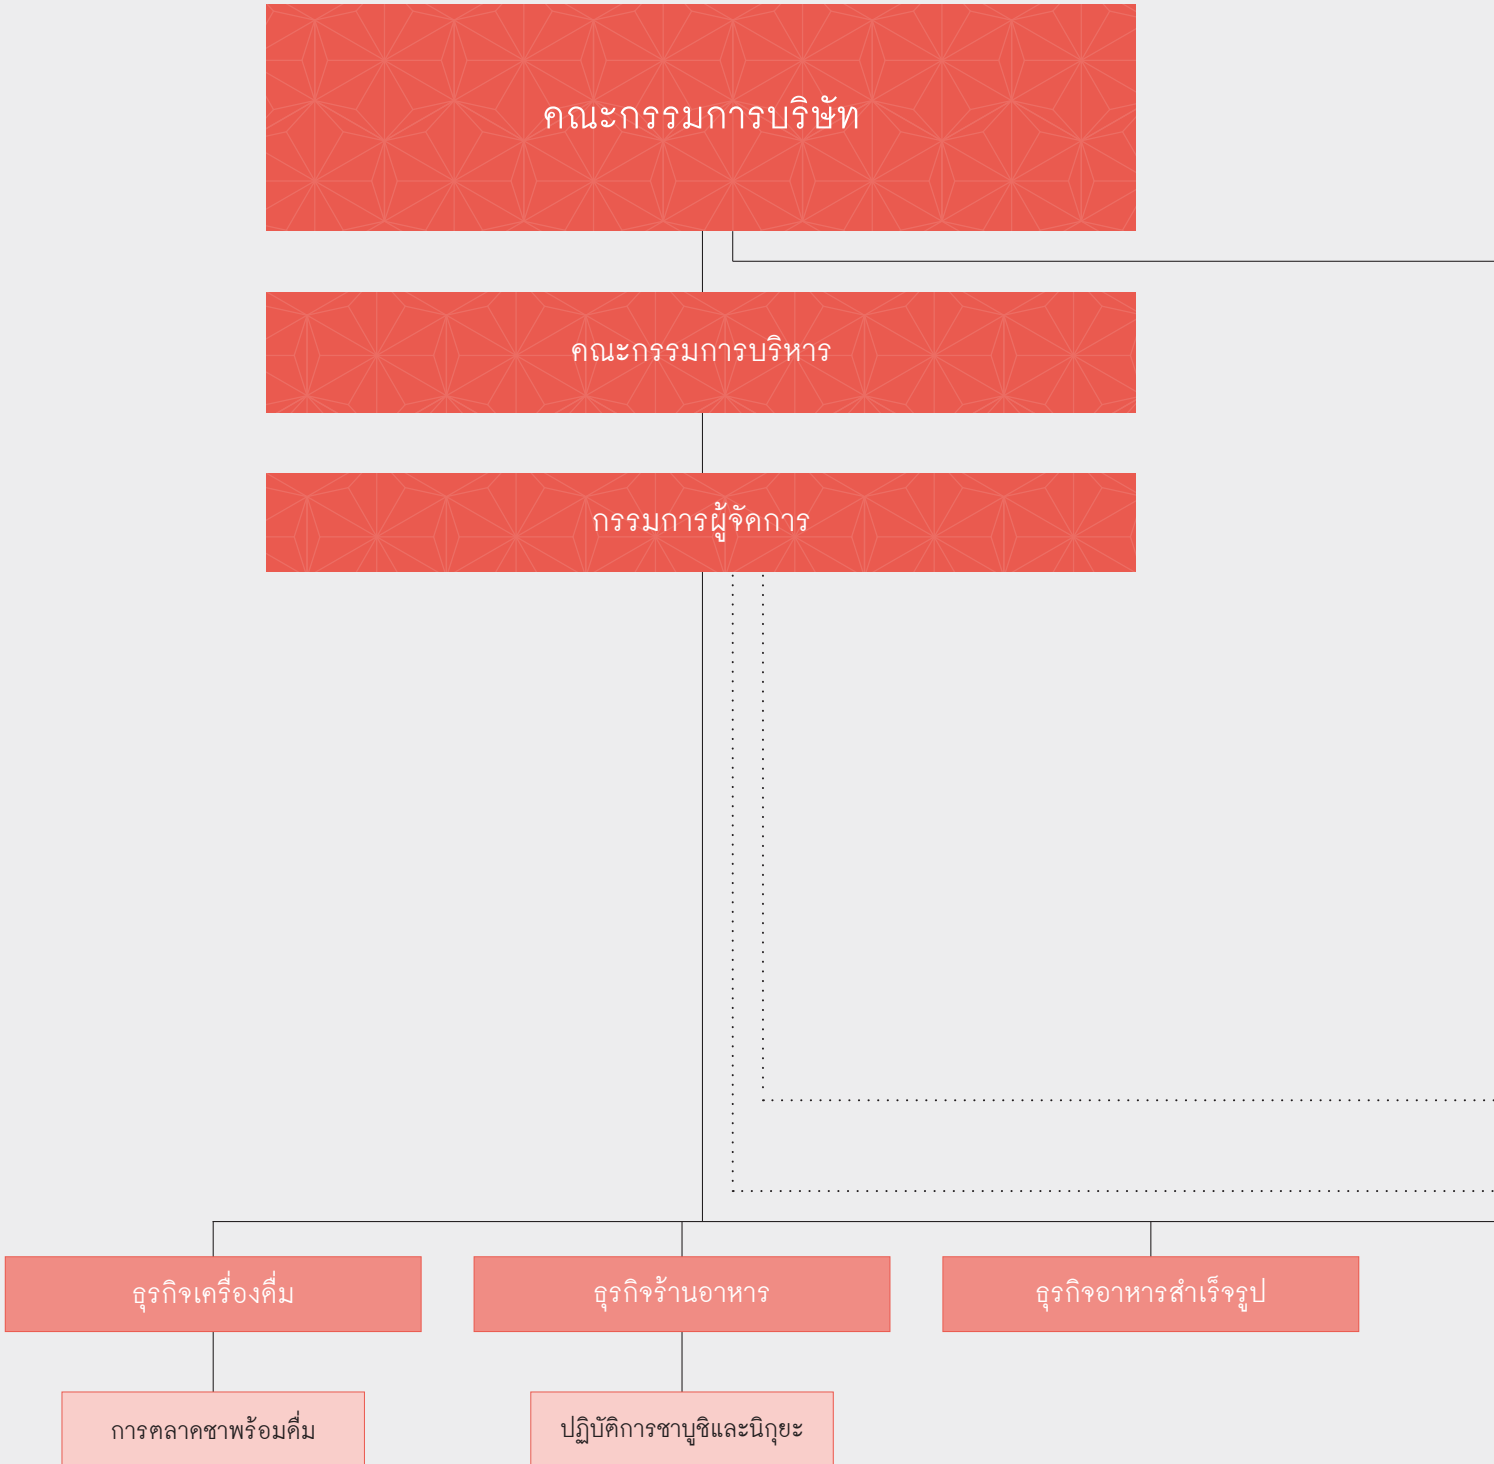 คณะกรรมการบริษัท
คณะกรรมการบริหาร
กรรมการผู้จัดการ
ธุรกิจเครื่องดื่ม
ธุรกิจร้านอาหาร
ธุรกิจอาหารสำเร็จรูป
การตลาดชาพร้อมดื่ม
ปฏิบัติการชาบูชิและนิกุยะ